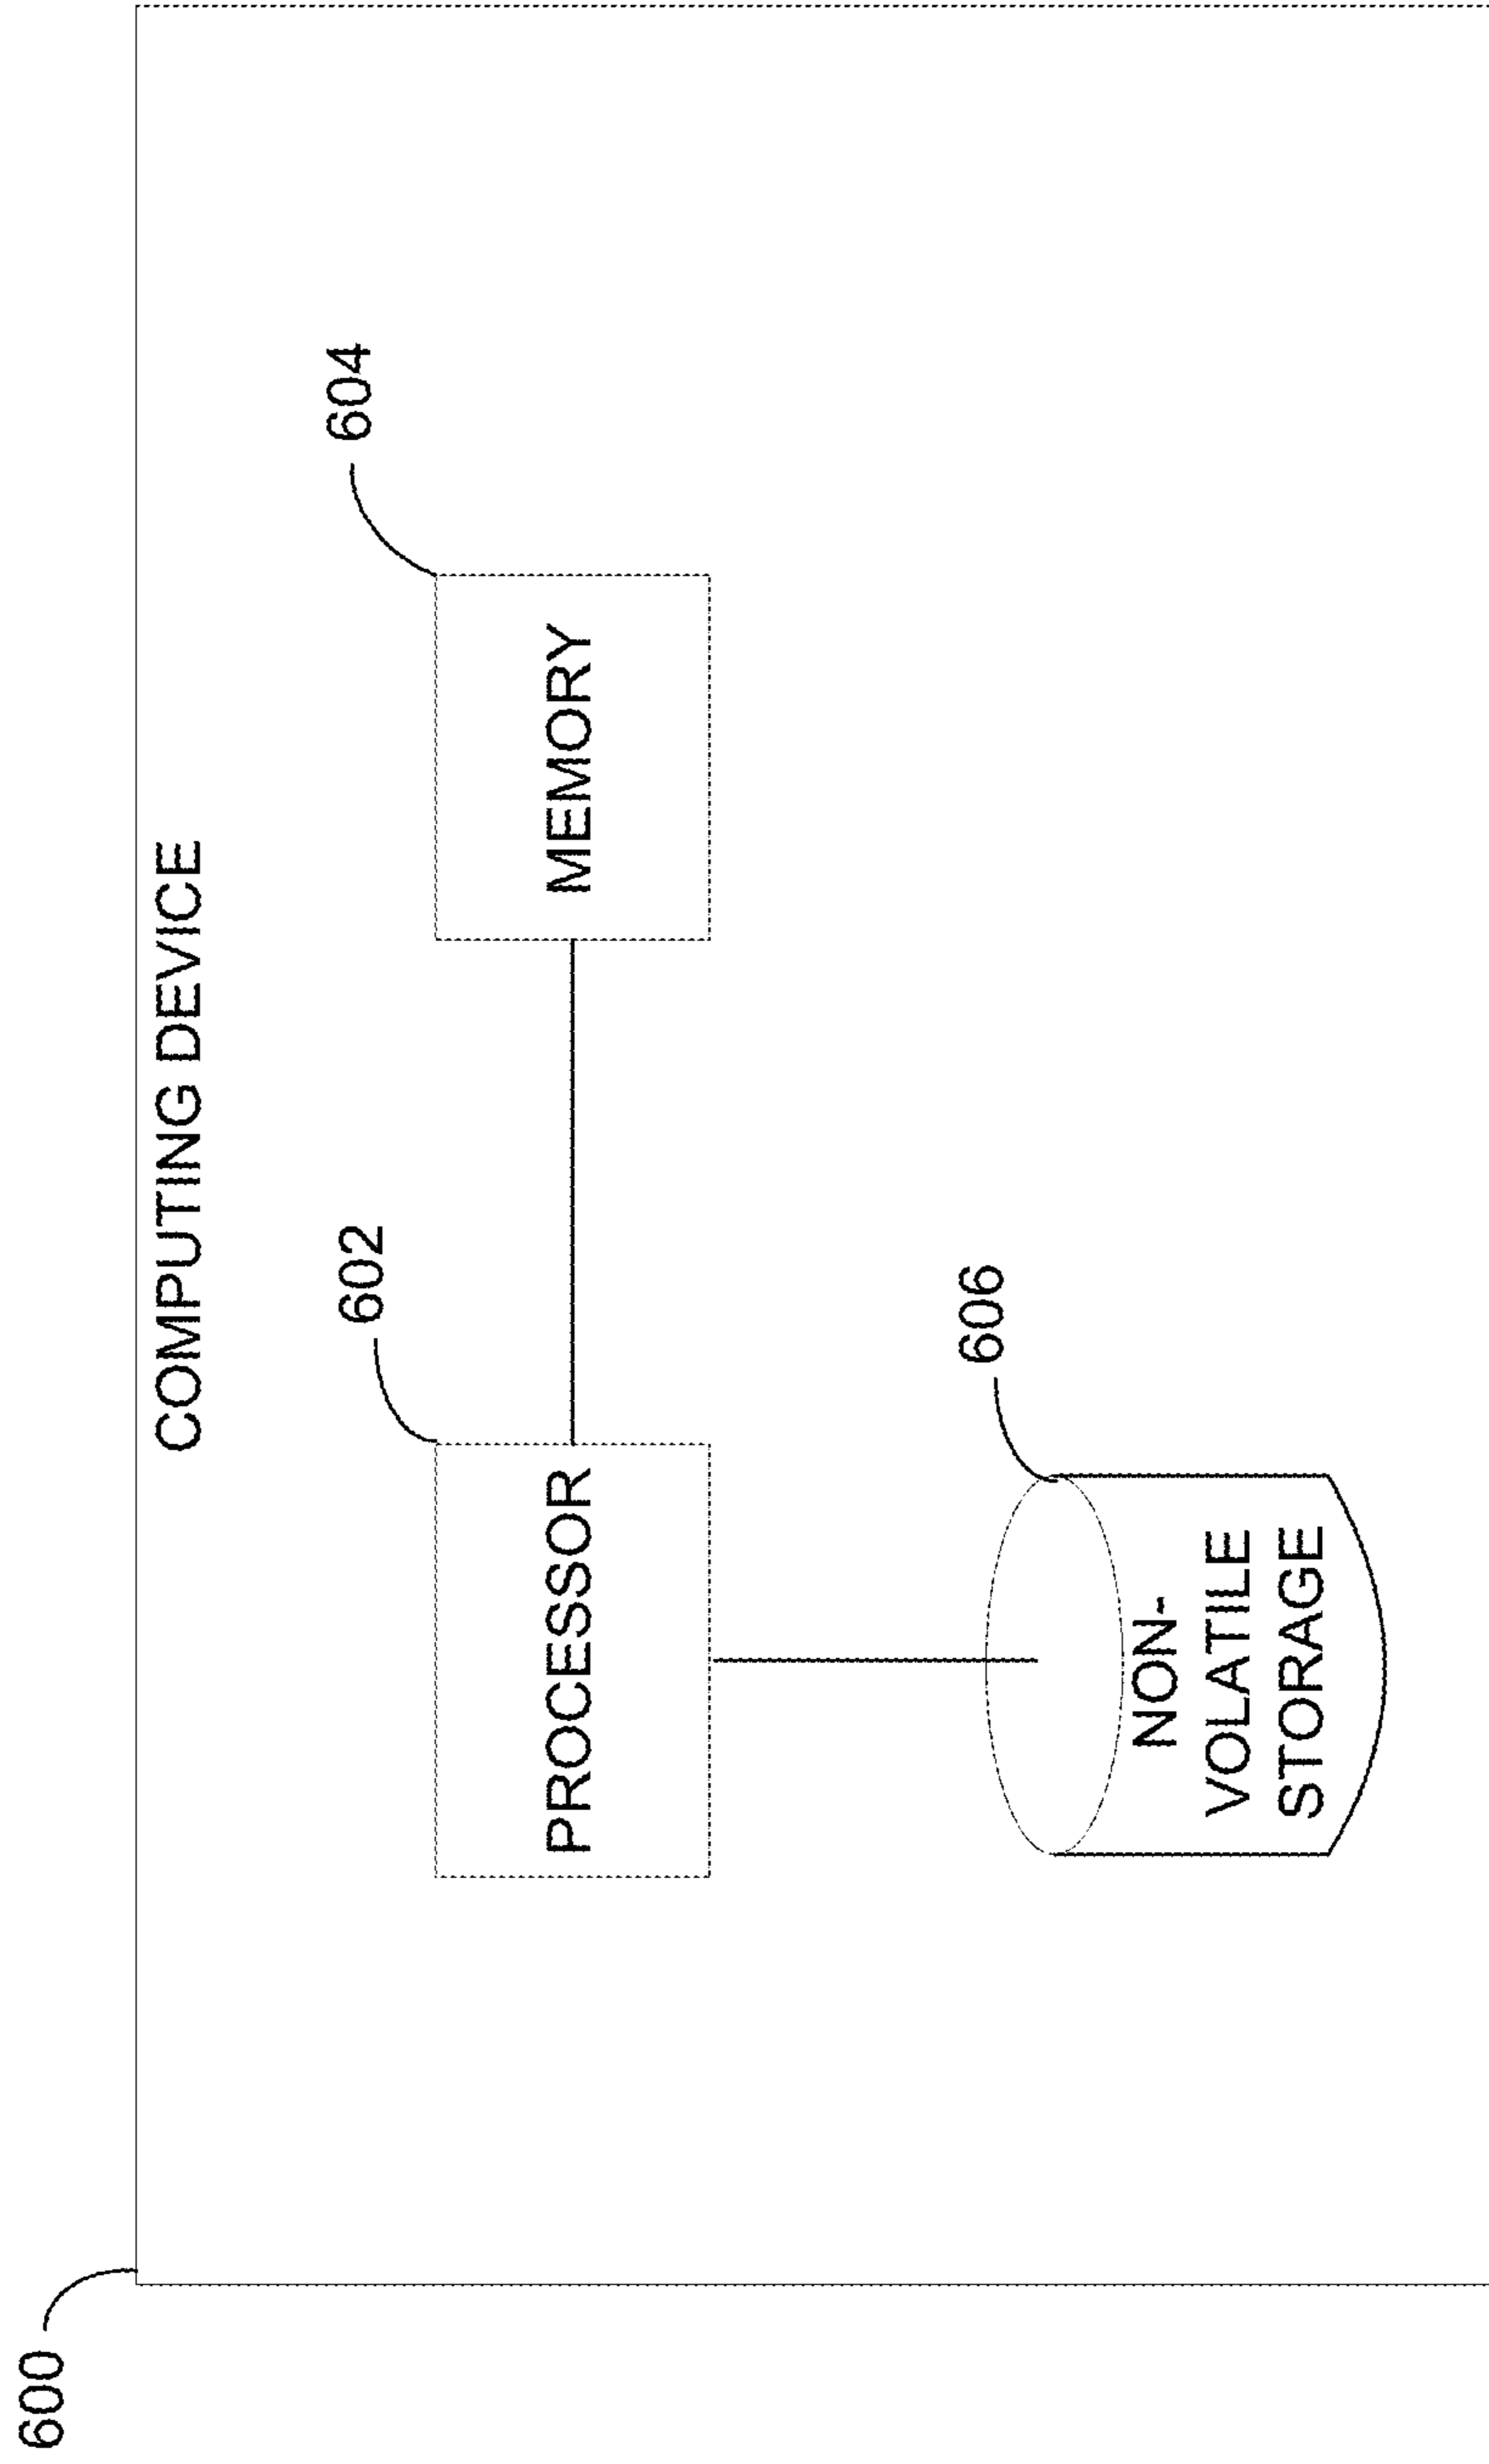 600
COMPUTING DEVICE
602
604
PROCESSOR
MEMORY
606
NON-
VOLATILE
STORAGE